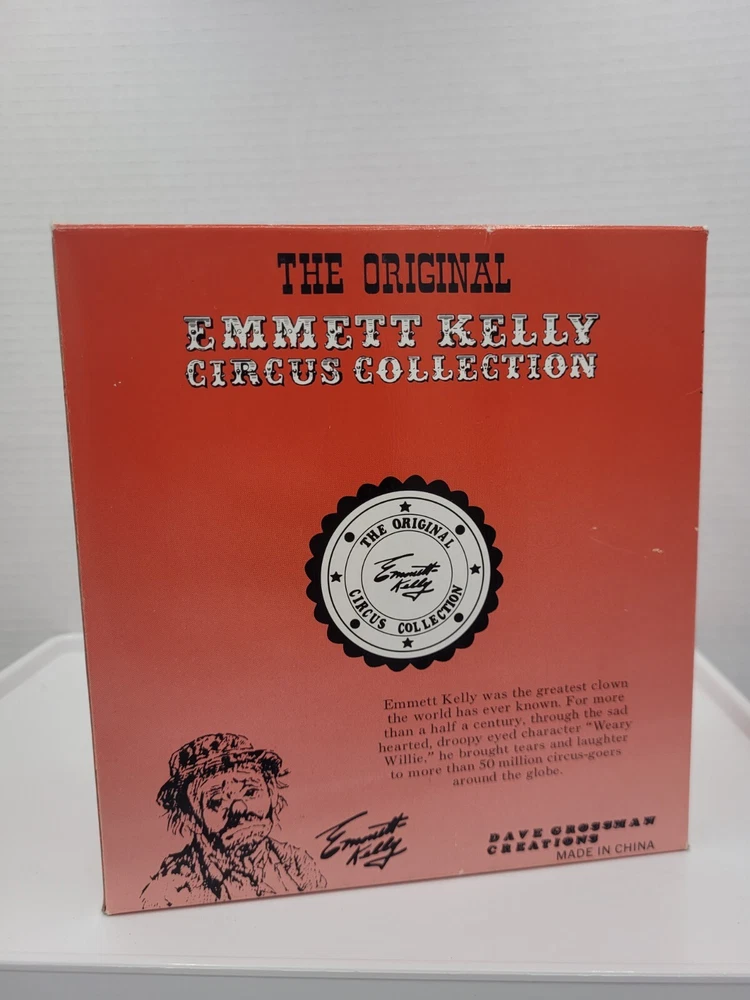 THE ORIGINAL
EMMETT KELLY
CIRCUS COLLECTION
THE ORIGINAL
Emmett
Kelly
CIRCUS COLLECTION
Emmett Kelly was the greatest clown
the world has ever known. For more
than a half a century, through the sad
hearted, droopy eyed character "Weary
Willie," he brought tears and laughter
to more than 50 million circus-goers
around the globe.
Emmett
Kelly
DAVE GROSSMAN
CREATIONS
MADE IN CHINA